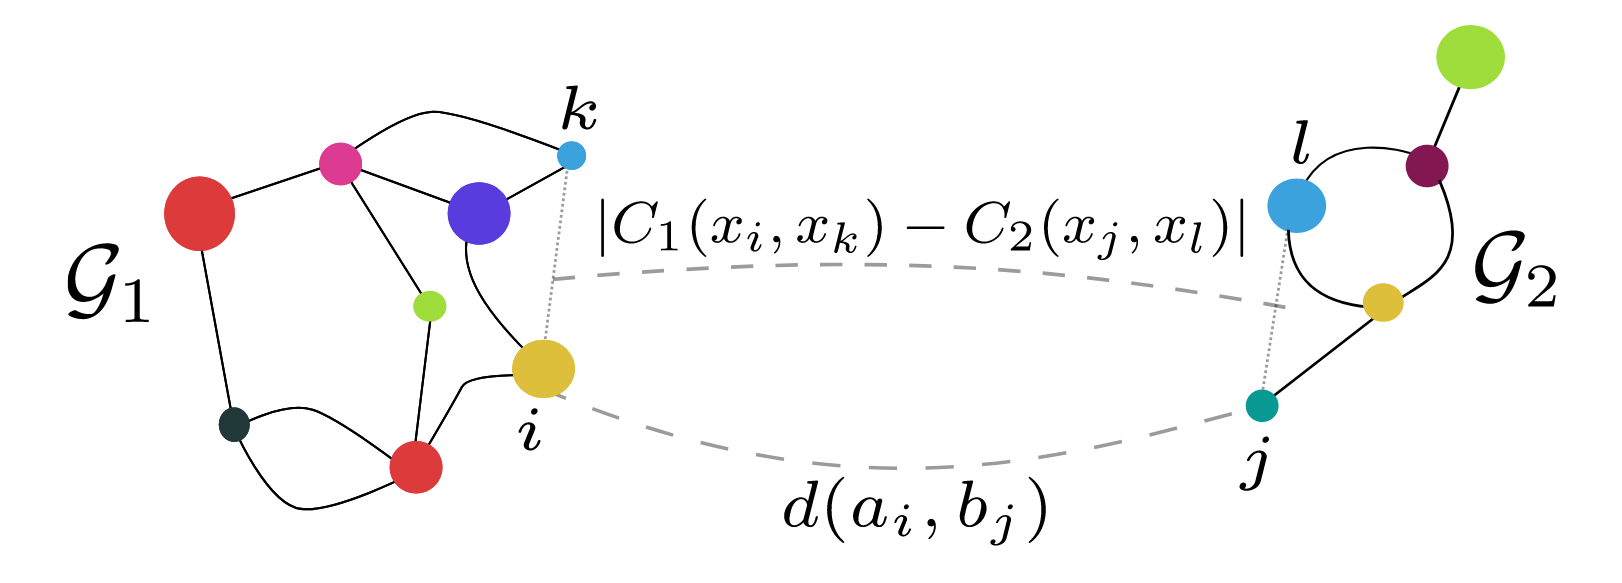 k
l
|C₁(xᵢ, xₖ) − C₂(xⱼ, xₗ)|
𝒢₁
𝒢₂
i
j
d(aᵢ, bⱼ)